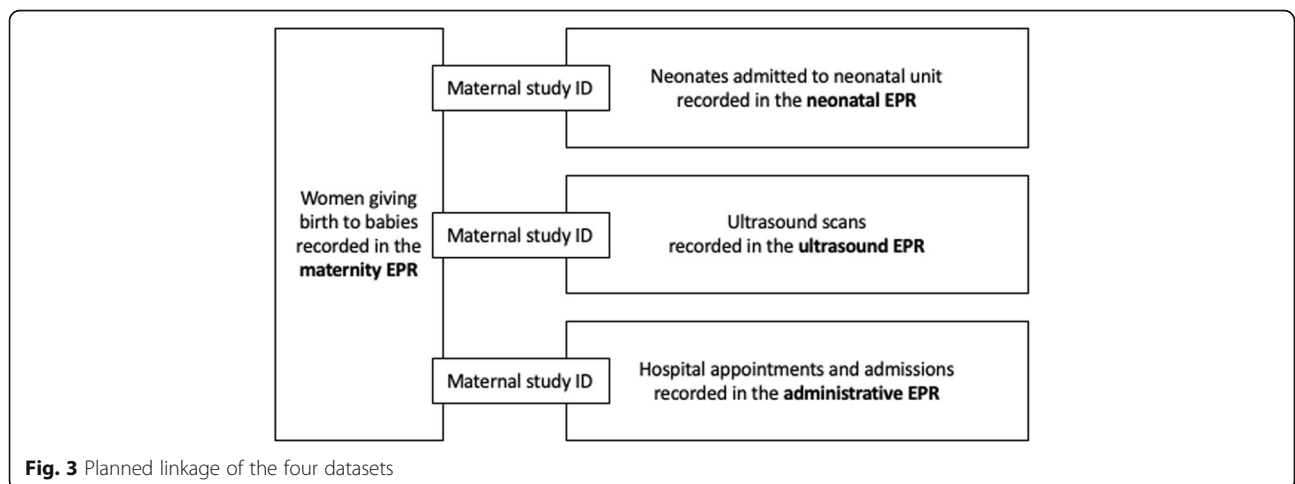 Women giving
birth to babies
recorded in the
maternity EPR
Maternal study ID
Neonates admitted to neonatal unit
recorded in the neonatal EPR
Maternal study ID
Ultrasound scans
recorded in the ultrasound EPR
Maternal study ID
Hospital appointments and admissions
recorded in the administrative EPR
Fig. 3 Planned linkage of the four datasets